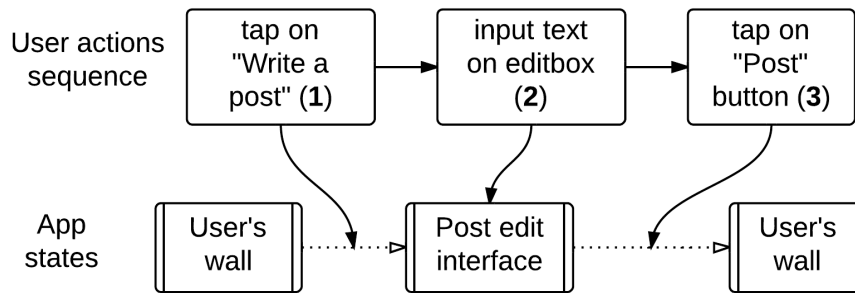 User actions
sequence
tap on
"Write a
post" (1)
input text
on editbox
(2)
tap on
"Post"
button (3)
App
states
User's
wall
Post edit
interface
User's
wall